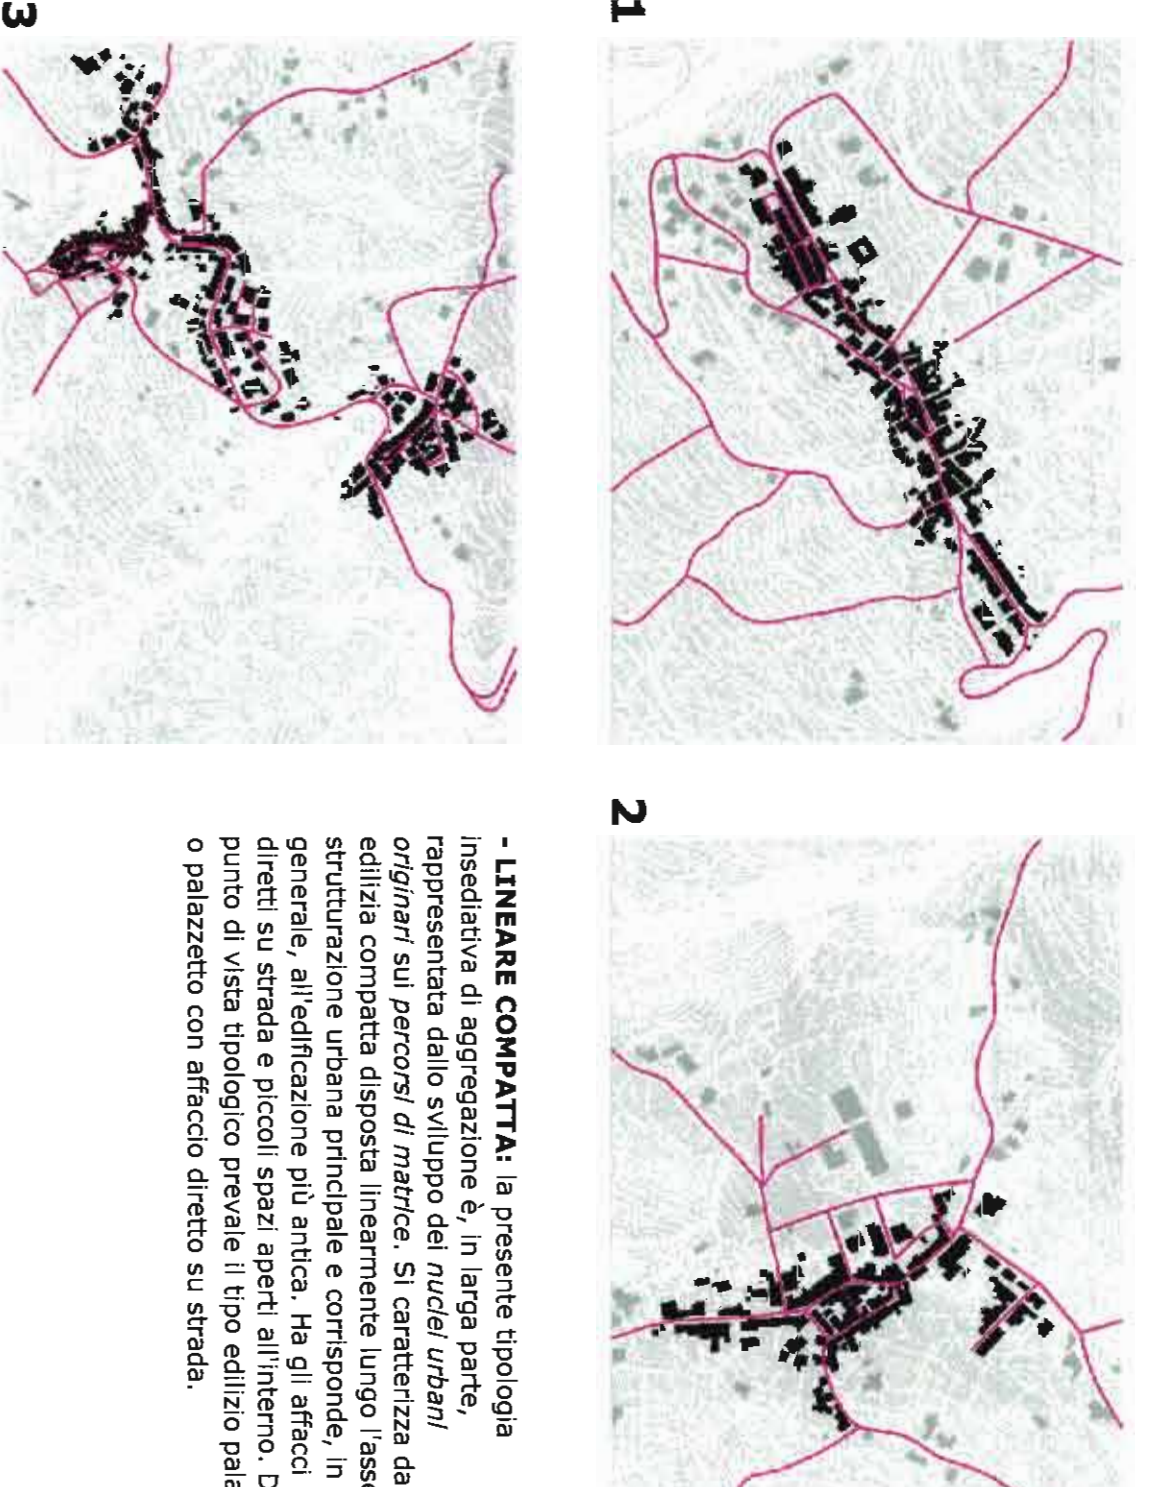 1
2
3
- LINEARE COMPATTA: la presente tipologia
insediativa di aggregazione è, in larga parte,
rappresentata dallo sviluppo dei nuclei urbani
originari sui percorsi di matrice. Si caratterizza da
edilizia compatta disposta linearmente lungo l'asse
strutturazione urbana principale e corrisponde, in
generale, all'edificazione più antica. Ha gli affacci
diretti su strada e piccoli spazi aperti all'interno. D
punto di vista tipologico prevale il tipo edilizio pala
o palazzetto con affaccio diretto su strada.